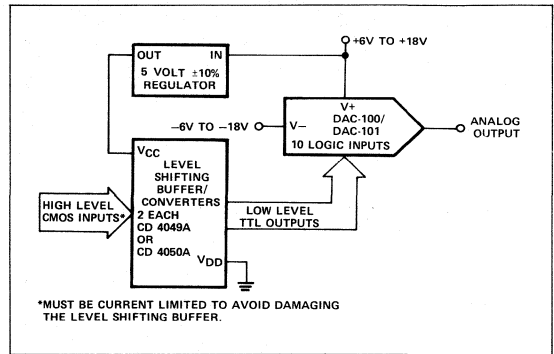 +6V TO +18V
OUT IN
5 VOLT ±10%
REGULATOR
V+
DAC-100/
DAC-101
10 LOGIC INPUTS
–6V TO –18V
V–
ANALOG
OUTPUT
VCC
LEVEL
SHIFTING
BUFFER/
CONVERTERS
2 EACH
CD 4049A
OR
CD 4050A
VDD
HIGH LEVEL
CMOS INPUTS*
LOW LEVEL
TTL OUTPUTS
*MUST BE CURRENT LIMITED TO AVOID DAMAGING
THE LEVEL SHIFTING BUFFER.